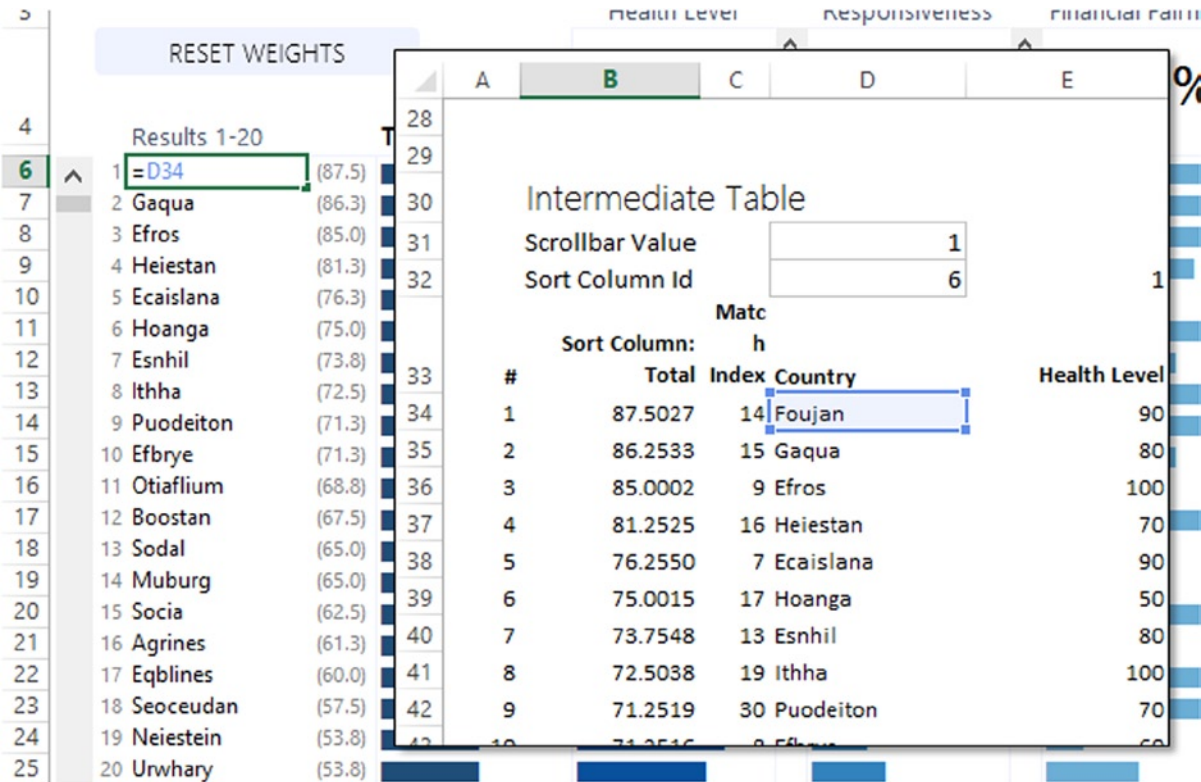 Health Level Responsiveness
RESET WEIGHTS
%
4 Results 1-20
6 1 =D34 (87.5)
7 2 Gaqua (86.3)
8 3 Efros (85.0)
9 4 Heiestan (81.3)
10 5 Ecaislana (76.3)
11 6 Hoanga (75.0)
12 7 Esnhil (73.8)
13 8 Ithha (72.5)
14 9 Puodeiton (71.3)
15 10 Efbrye (71.3)
16 11 Otiaflium (68.8)
17 12 Boostan (67.5)
18 13 Sodal (65.0)
19 14 Muburg (65.0)
20 15 Socia (62.5)
21 16 Agrines (61.3)
22 17 Eqblines (60.0)
23 18 Seoceudan (57.5)
24 19 Neiestein (53.8)
25 20 Urwhary (53.8)
A B C D E
28
29
30 Intermediate Table
31 Scrollbar Value 1
32 Sort Column Id 6 1
Matc
Sort Column: h
33 # Total Index Country Health Level
34 1 87.5027 14 Foujan 90
35 2 86.2533 15 Gaqua 80
36 3 85.0002 9 Efros 100
37 4 81.2525 16 Heiestan 70
38 5 76.2550 7 Ecaislana 90
39 6 75.0015 17 Hoanga 50
40 7 73.7548 13 Esnhil 80
41 8 72.5038 19 Ithha 100
42 9 71.2519 30 Puodeiton 70